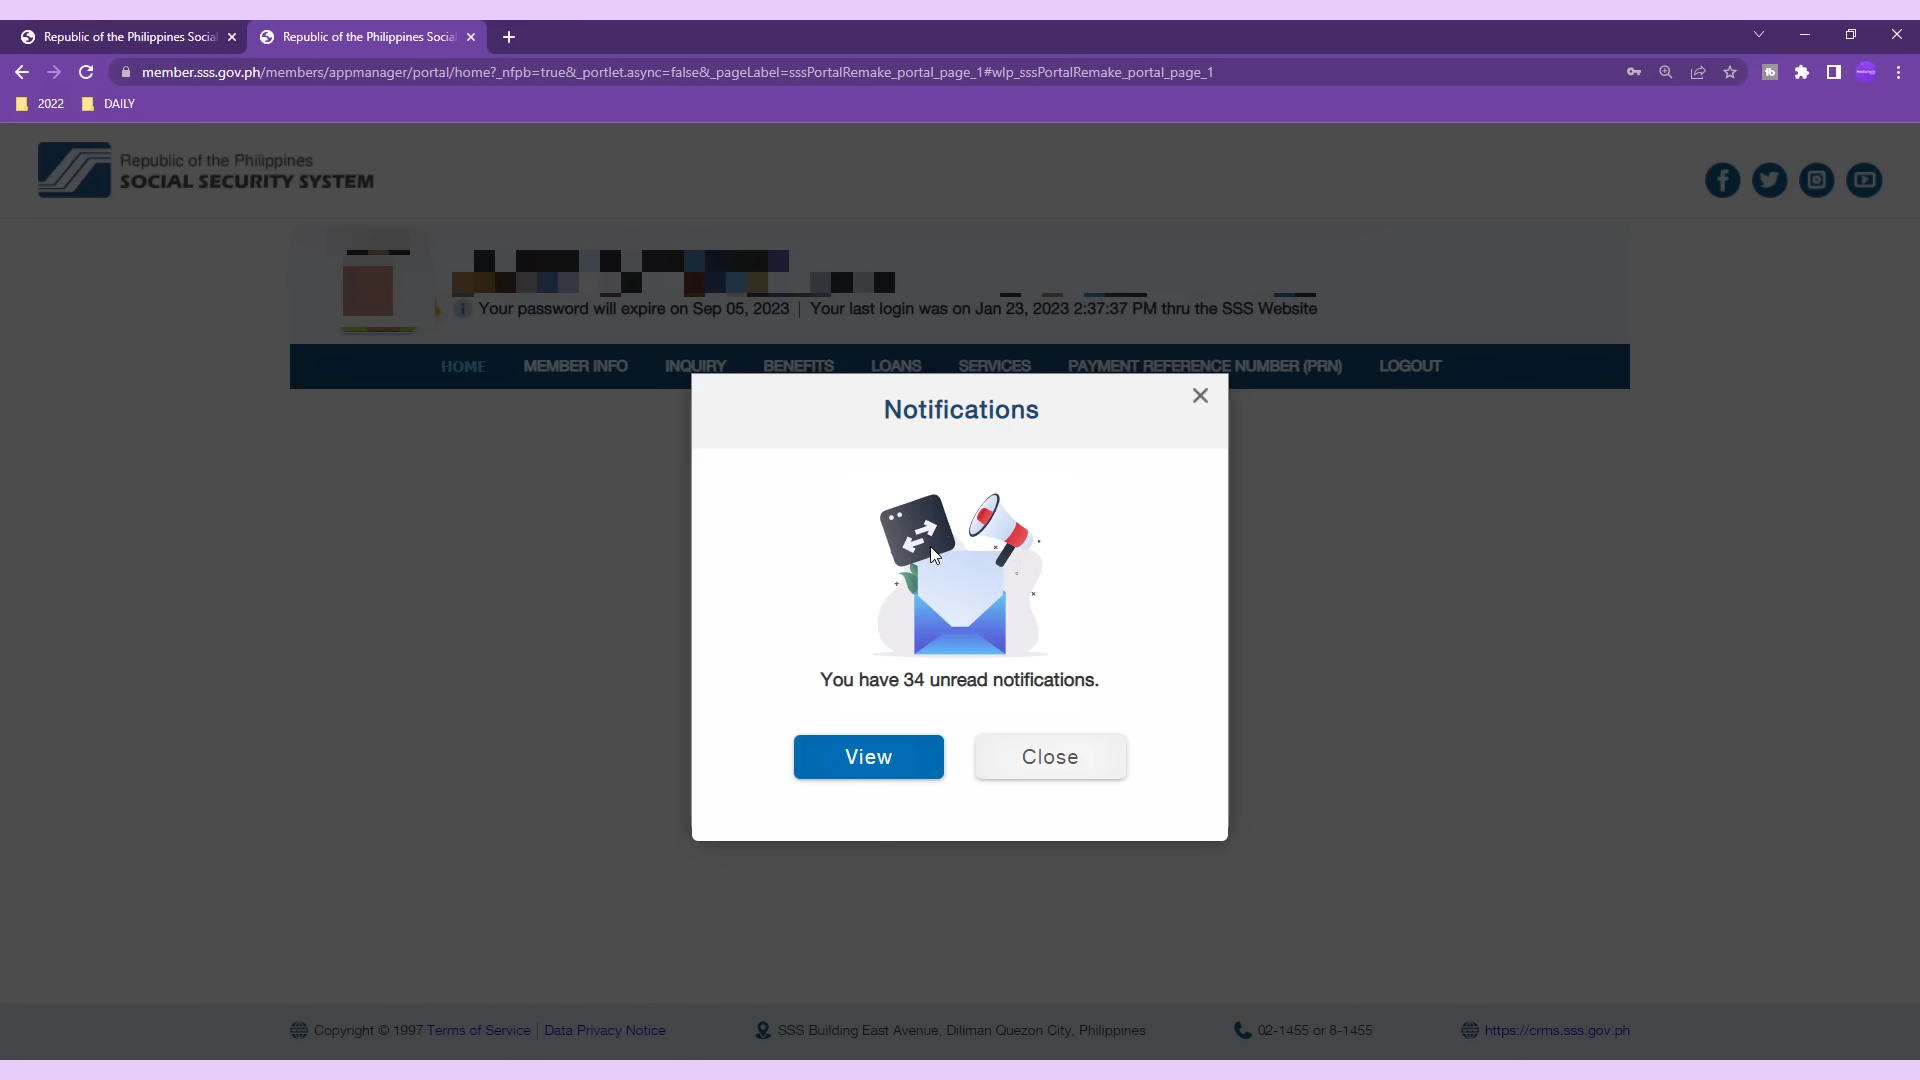 Republic of the Philippines Socia
Republic of the Philippines Socia
member.sss.gov.ph/members/appmanager/portal/home?_nfpb=true&_portlet.async=false&_pageLabel=sssPortalRemake_portal_page_1#wlp_sssPortalRemake_portal_page_1
2022 DAILY
Republic of the Philippines
SOCIAL SECURITY SYSTEM
Your password will expire on Sep 05, 2023 | Your last login was on Jan 23, 2023 2:37:37 PM thru the SSS Website
HOME MEMBER INFO INQUIRY BENEFITS LOANS SERVICES PAYMENT REFERENCE NUMBER (PRN) LOGOUT
Notifications
You have 34 unread notifications.
View Close
Copyright © 1997 Terms of Service | Data Privacy Notice SSS Building East Avenue, Diliman Quezon City, Philippines 02-1455 or 8-1455 https://crms.sss.gov.ph